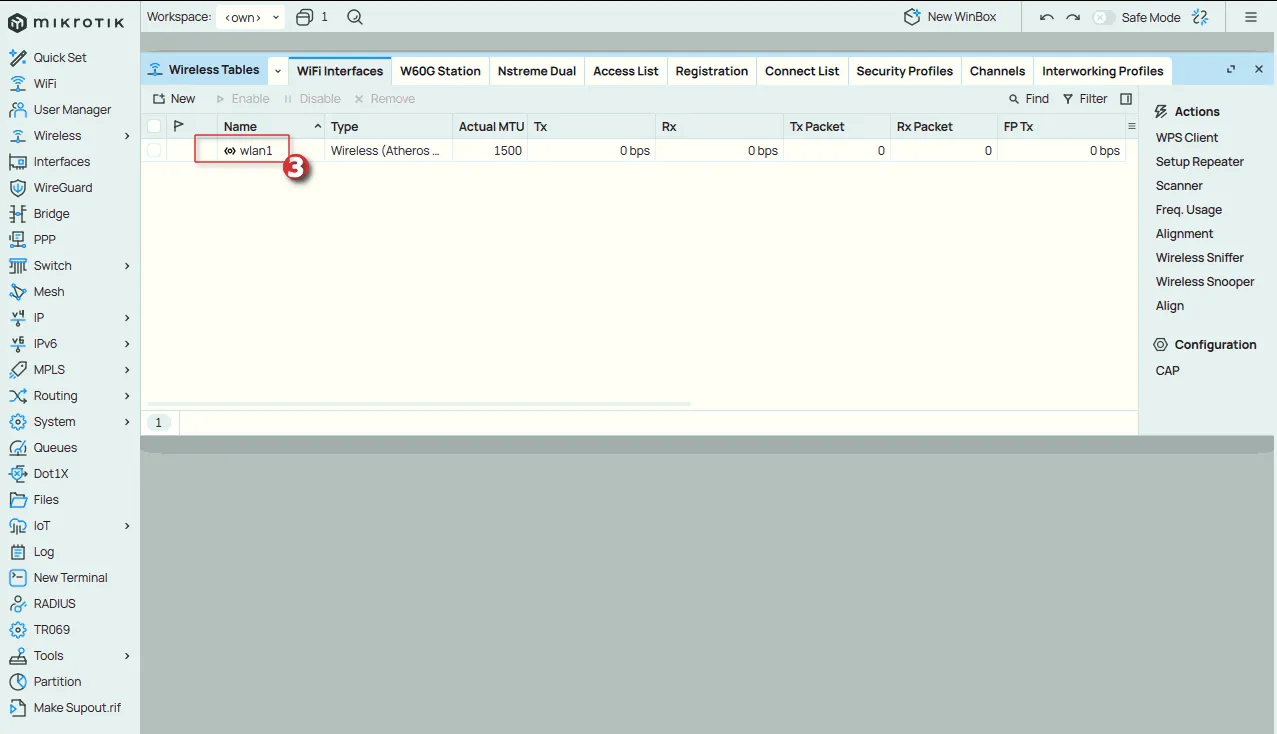 mikrotik
Workspace: <own> 1 New WinBox Safe Mode
Quick Set
WiFi
User Manager
Wireless
Interfaces
WireGuard
Bridge
PPP
Switch
Mesh
IP
IPv6
MPLS
Routing
System
Queues
Dot1X
Files
IoT
Log
New Terminal
RADIUS
TR069
Tools
Partition
Make Supout.rif
Wireless Tables WiFi Interfaces W60G Station Nstreme Dual Access List Registration Connect List Security Profiles Channels Interworking Profiles
New Enable Disable Remove Find Filter
Name Type Actual MTU Tx Rx Tx Packet Rx Packet FP Tx
wlan1 Wireless (Atheros ... 1500 0 bps 0 bps 0 0 0 bps
3
1
Actions
WPS Client
Setup Repeater
Scanner
Freq. Usage
Alignment
Wireless Sniffer
Wireless Snooper
Align
Configuration
CAP